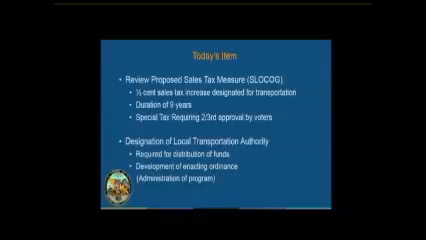 Today's Item
• Review Proposed Sales Tax Measure (SLOCOG)
• ½ cent sales tax increase designated for transportation
• Duration of 9 years
• Special Tax Requiring 2/3rd approval by voters
• Designation of Local Transportation Authority
• Required for distribution of funds
• Development of enacting ordinance
(Administration of program)